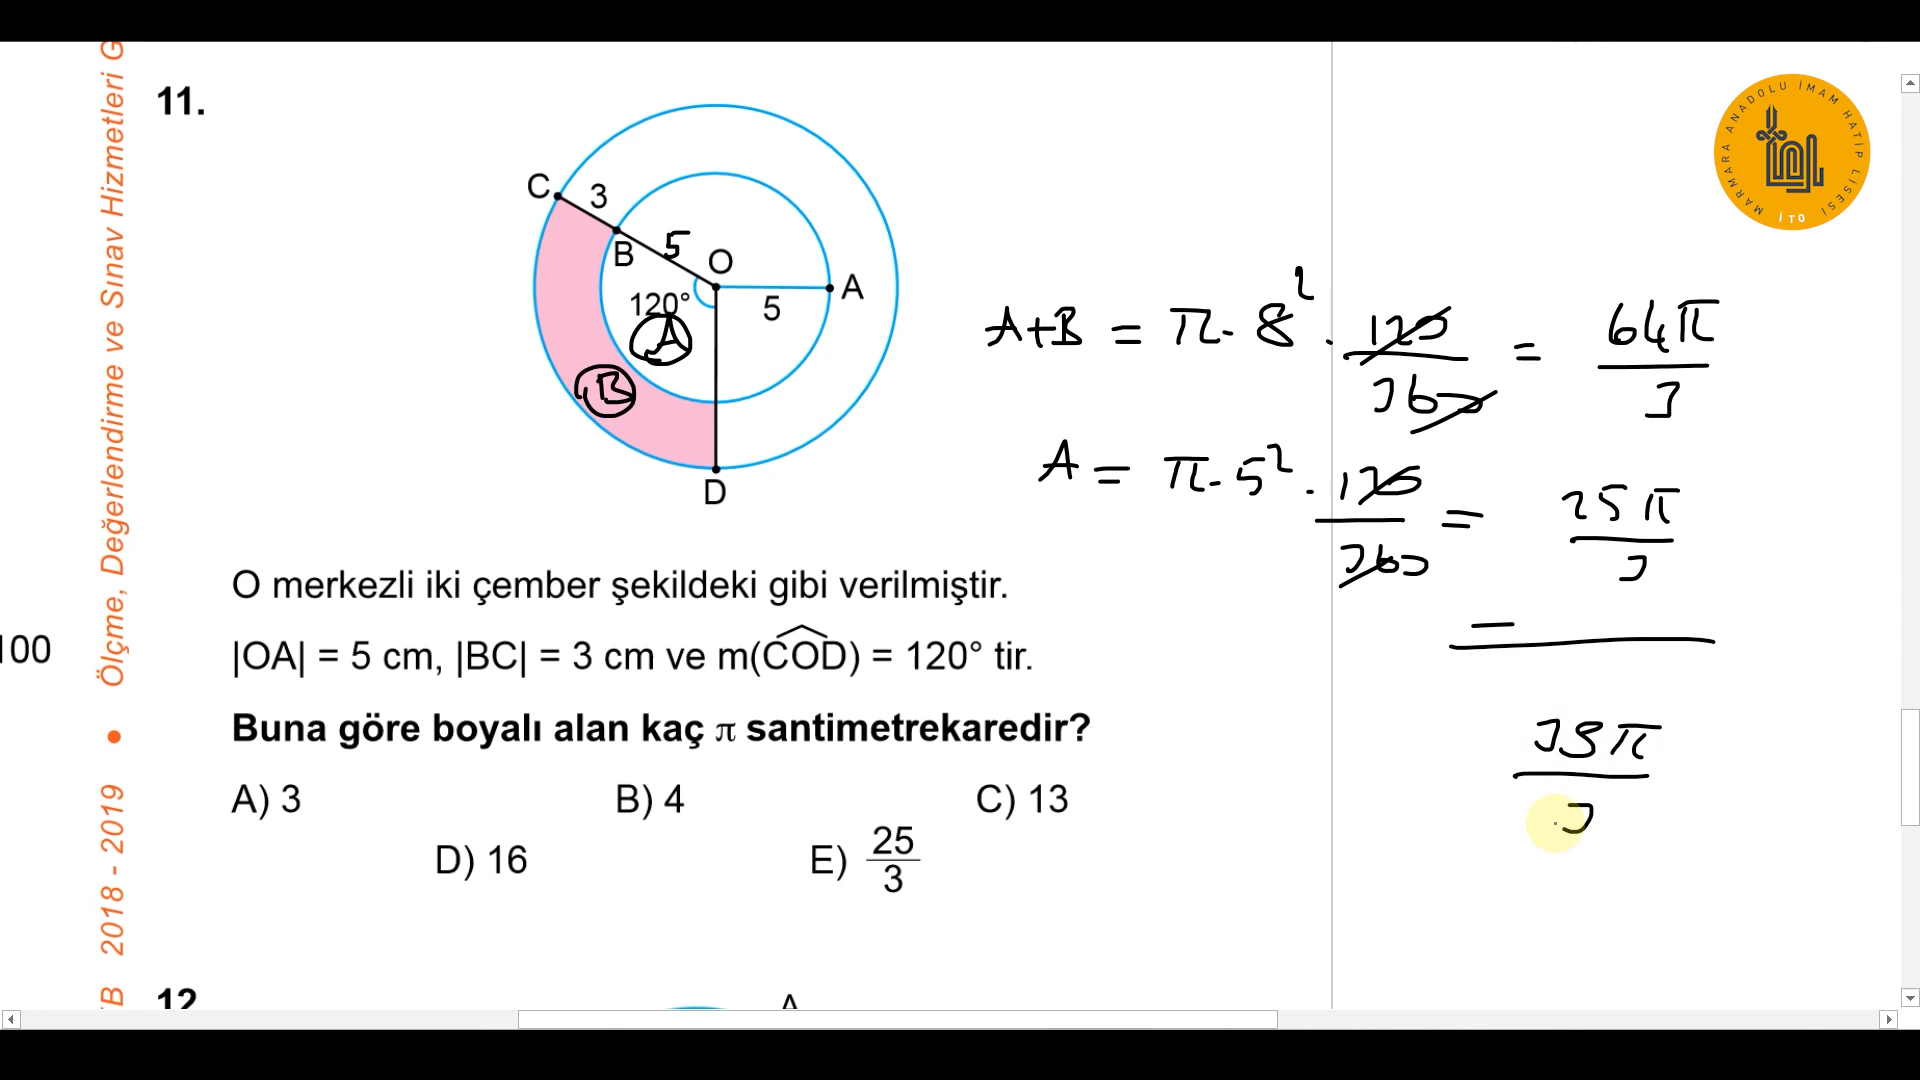 Ölçme, Değerlendirme ve Sınav Hizmetleri G
B 2018 - 2019 ●
100
11.
C
3
B
5
O
A
5
120°
A
B
D
O merkezli iki çember şekildeki gibi verilmiştir.
|OA| = 5 cm, |BC| = 3 cm ve m(COD) = 120° tir.
Buna göre boyalı alan kaç π santimetrekaredir?
A) 3
B) 4
C) 13
D) 16
E) 25/3
12
A
A+B = π. 8² . 120/360 = 64π/3
A = π. 5² . 120/360 = 25π/3
39π/3
MARMARA ANADOLU İMAM HATİP LİSESİ
İTO